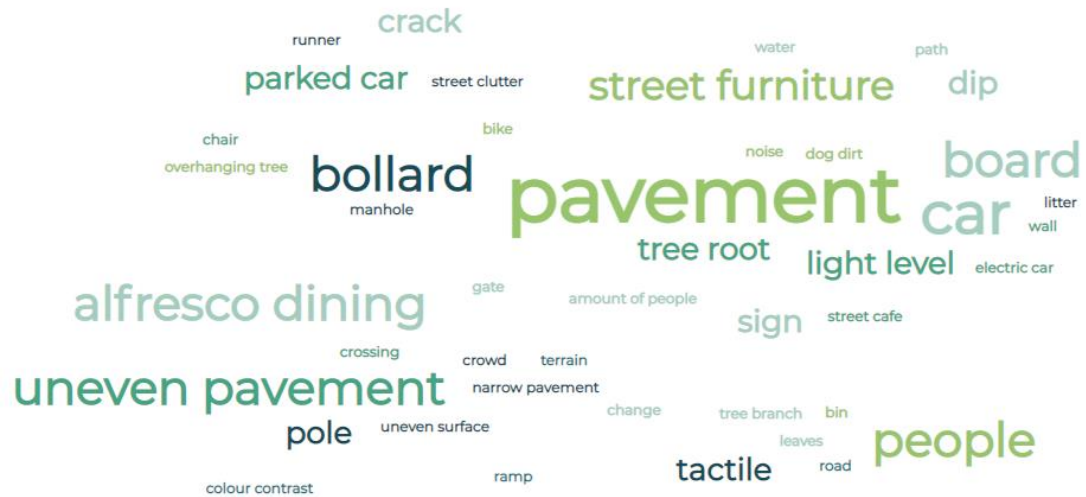 crack
runner
water
path
parked car
street clutter
street furniture
dip
bike
chair
overhanging tree
bollard
noise
dog dirt
board
pavement
manhole
car
litter
wall
tree root
light level
electric car
gate
alfresco dining
amount of people
sign
street cafe
crossing
crowd
terrain
uneven pavement
narrow pavement
change
tree branch
bin
pole
uneven surface
leaves
people
tactile
road
ramp
colour contrast